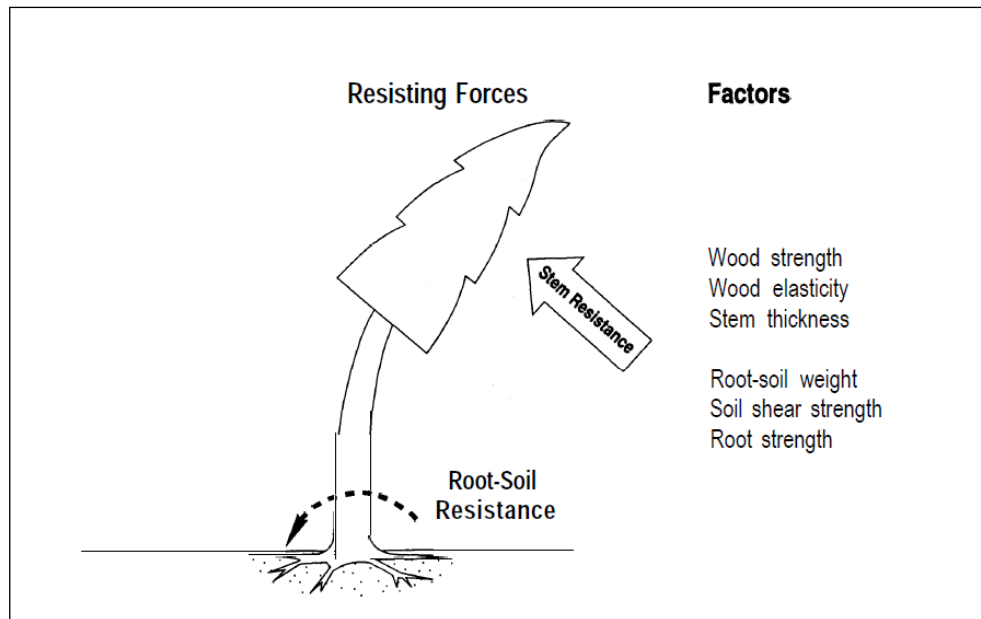 Resisting Forces
Factors
Stem Resistance
Wood strength
Wood elasticity
Stem thickness
Root-soil weight
Soil shear strength
Root strength
Root-Soil
Resistance